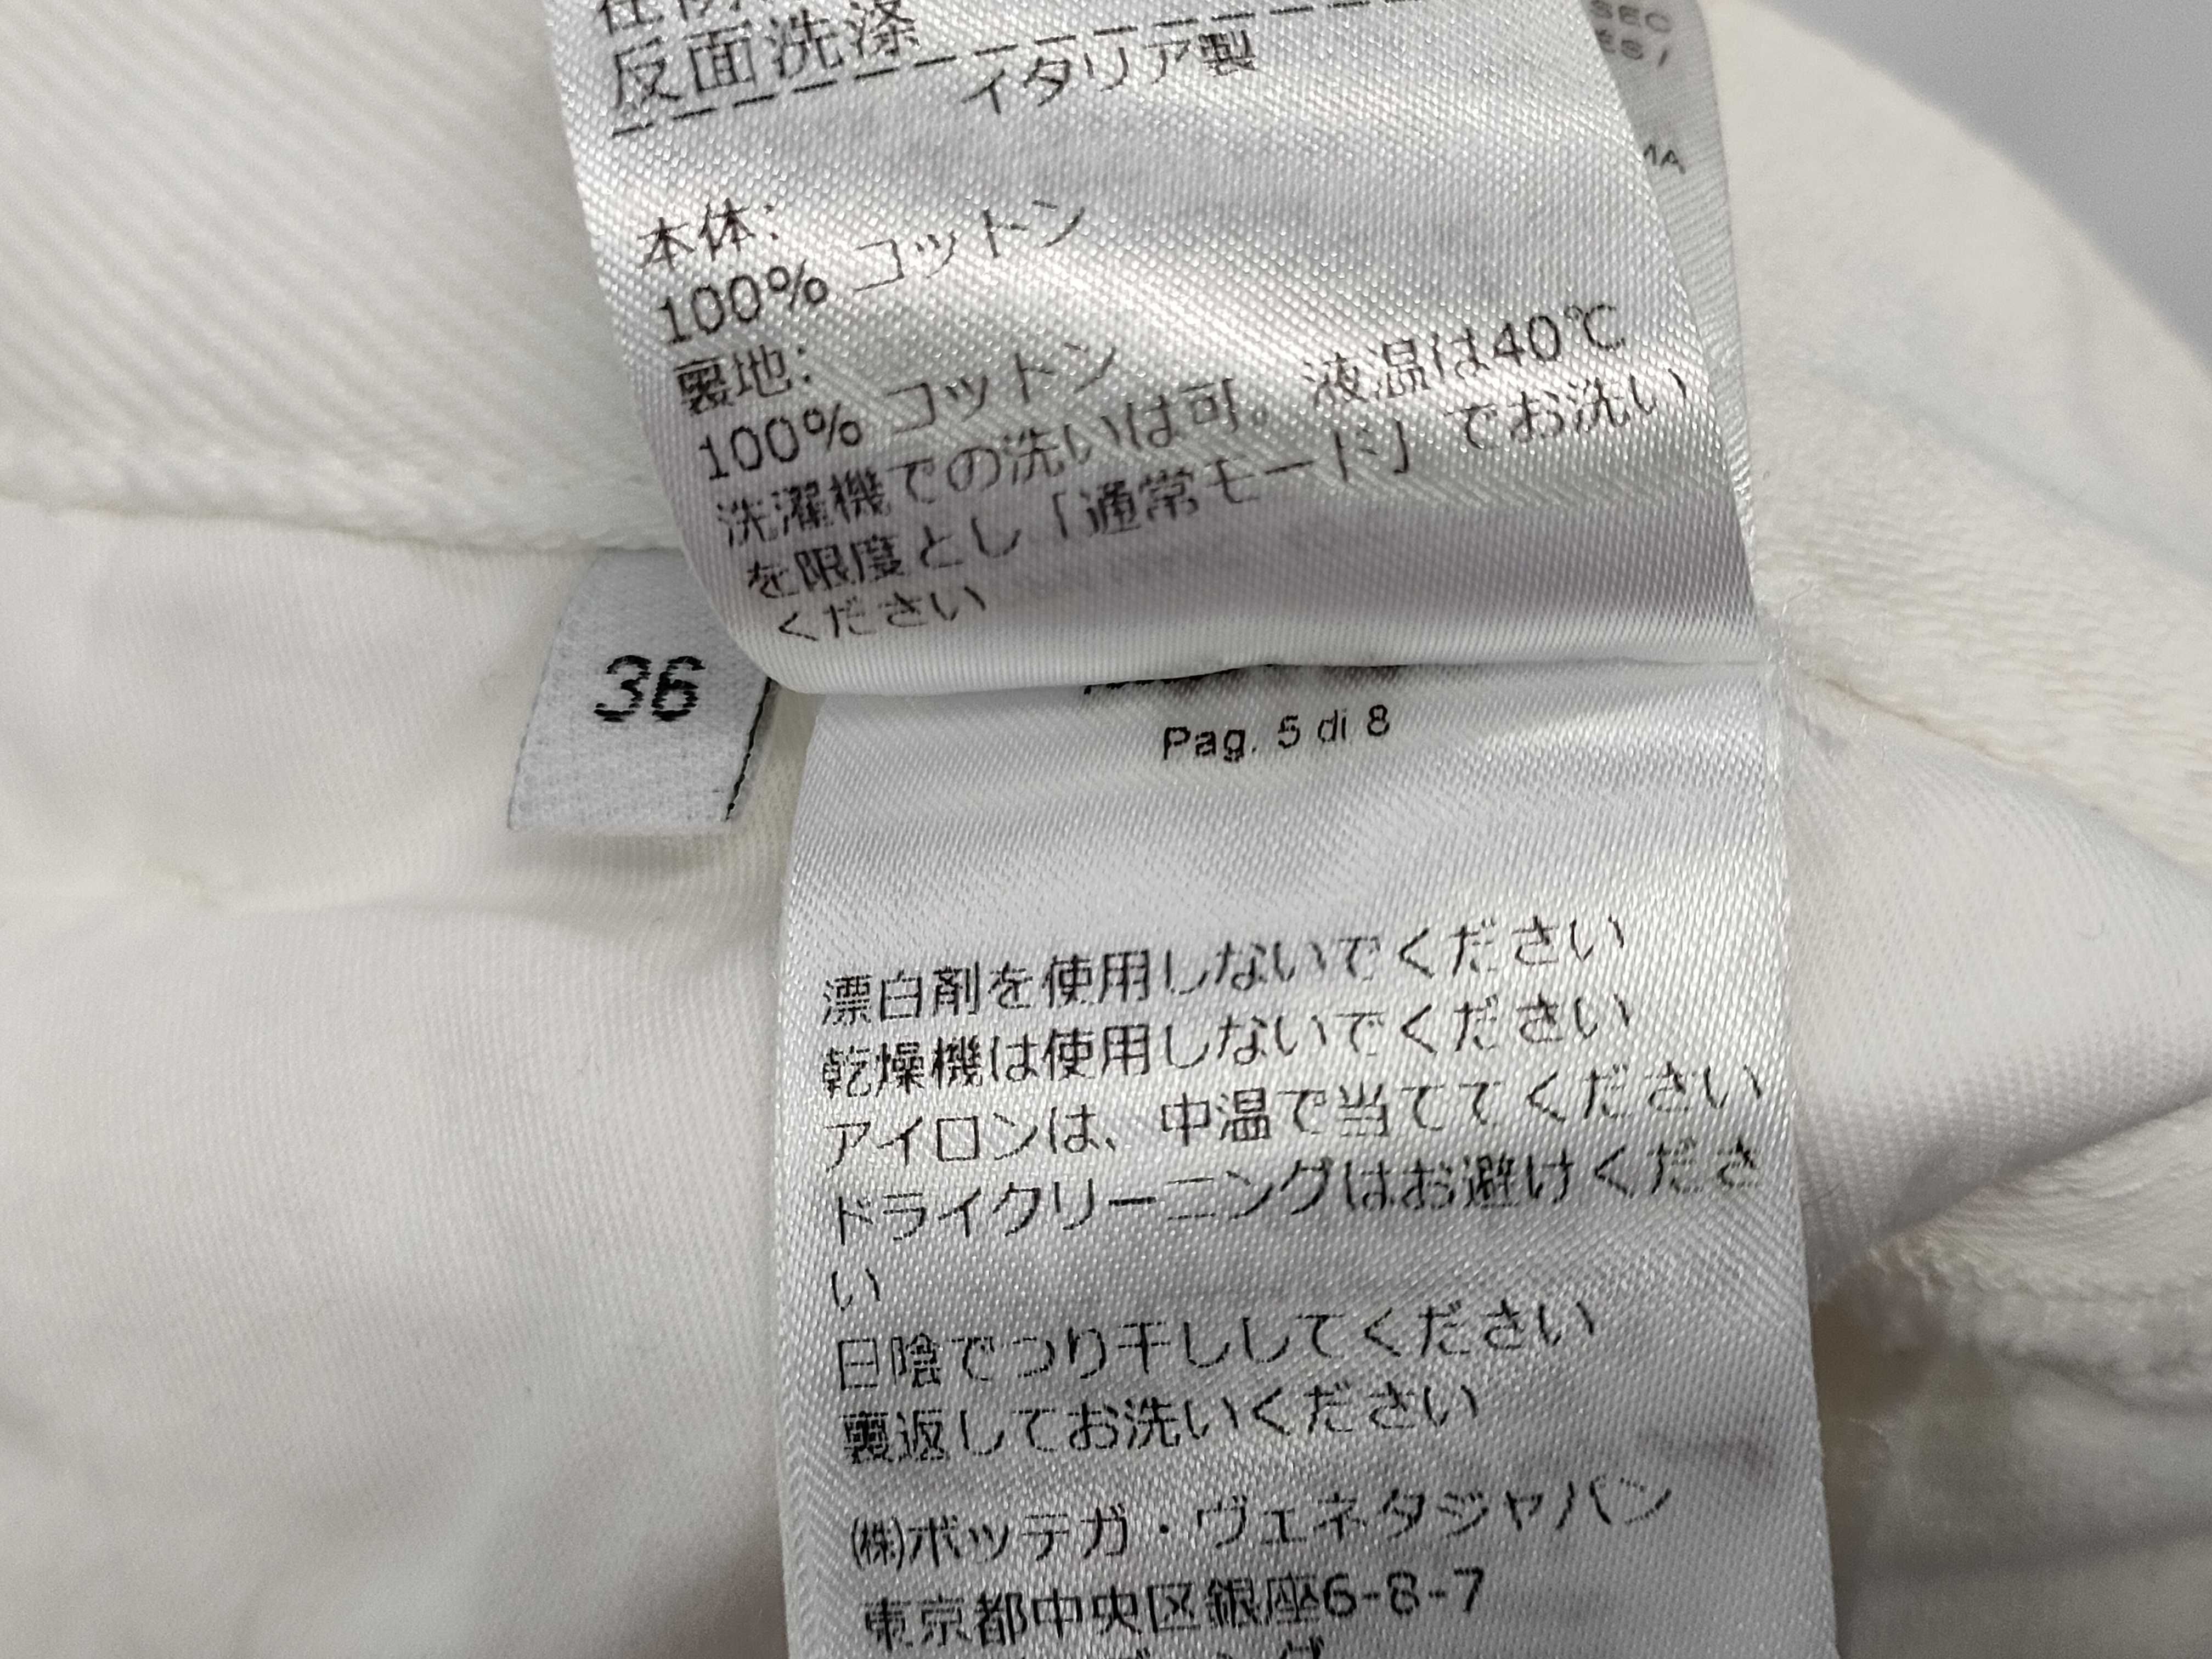 反面洗涤
イタリア製
本体:
100% コットン
裏地:
100% コットン
洗濯機での洗いは可。液温は40℃
を限度とし「通常モード」でお洗い
ください
SEC
ÉS/
MA
36
Pag. 5 di 8
漂白剤を使用しないでください
乾燥機は使用しないでください
アイロンは、中温で当ててください
ドライクリーニングはお避けくださ
い
日陰でつり干ししてください
裏返してお洗いください
㈱ボッテガ・ヴェネタジャパン
東京都中央区銀座6-8-7